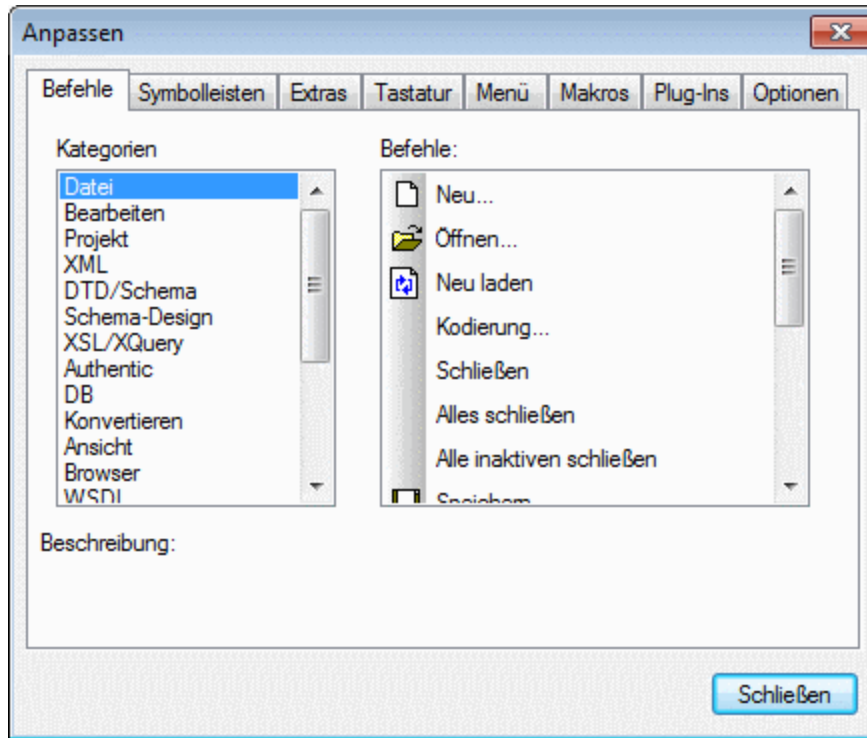 Anpassen
Befehle
Symbolleisten
Extras
Tastatur
Menü
Makros
Plug-Ins
Optionen
Kategorien
Datei
Bearbeiten
Projekt
XML
DTD/Schema
Schema-Design
XSL/XQuery
Authentic
DB
Konvertieren
Ansicht
Browser
WSDL
Befehle:
Neu...
Öffnen...
Neu laden
Kodierung...
Schließen
Alles schließen
Alle inaktiven schließen
Speichern
Beschreibung:
Schließen